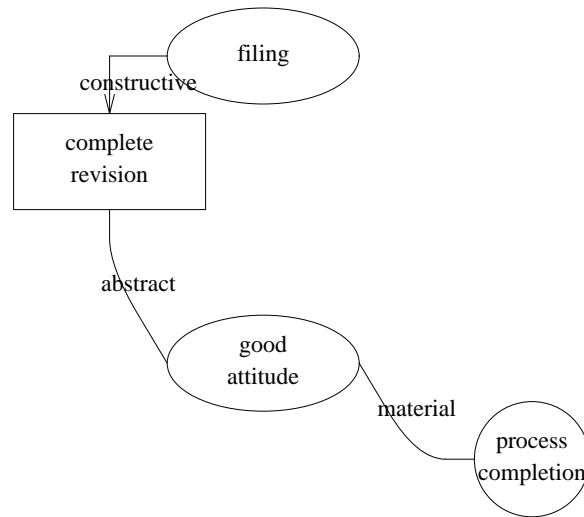 filing
constructive
complete
revision
abstract
good
attitude
material
process
completion